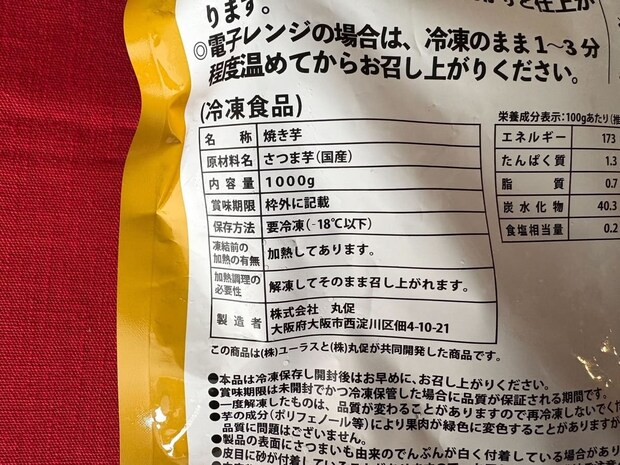 ります。
◎電子レンジの場合は、冷凍のまま1〜3分
程度温めてからお召し上がりください。
(冷凍食品)
名称 焼き芋
原材料名 さつま芋(国産)
内容量 1000g
賞味期限 枠外に記載
保存方法 要冷凍(-18℃以下)
凍結前の
加熱の有無 加熱してあります。
加熱調理の
必要性 解凍してそのまま召し上がれます。
製造者 株式会社 丸促
大阪府大阪市西淀川区佃4-10-21
この商品は(株)ユーラスと(株)丸促が共同開発した商品です。
栄養成分表示:100gあたり(推
エネルギー 173
たんぱく質 1.3
脂質 0.7
炭水化物 40.3
食塩相当量 0.2
●本品は冷凍保存し開封後はお早めに、お召し上がりください。
●賞味期限は未開封でかつ冷凍保管した場合に品質が保証される期間です。
●一度解凍したものは、品質が変わることがありますので再冷凍しないでくだ
●芋の成分(ポリフェノール等)により果肉が緑色に変色することがありますが
品質に問題はございません。
●製品の表面にさつまいも由来のでんぷんが白く付着している場合が
●皮目に砂が付着している